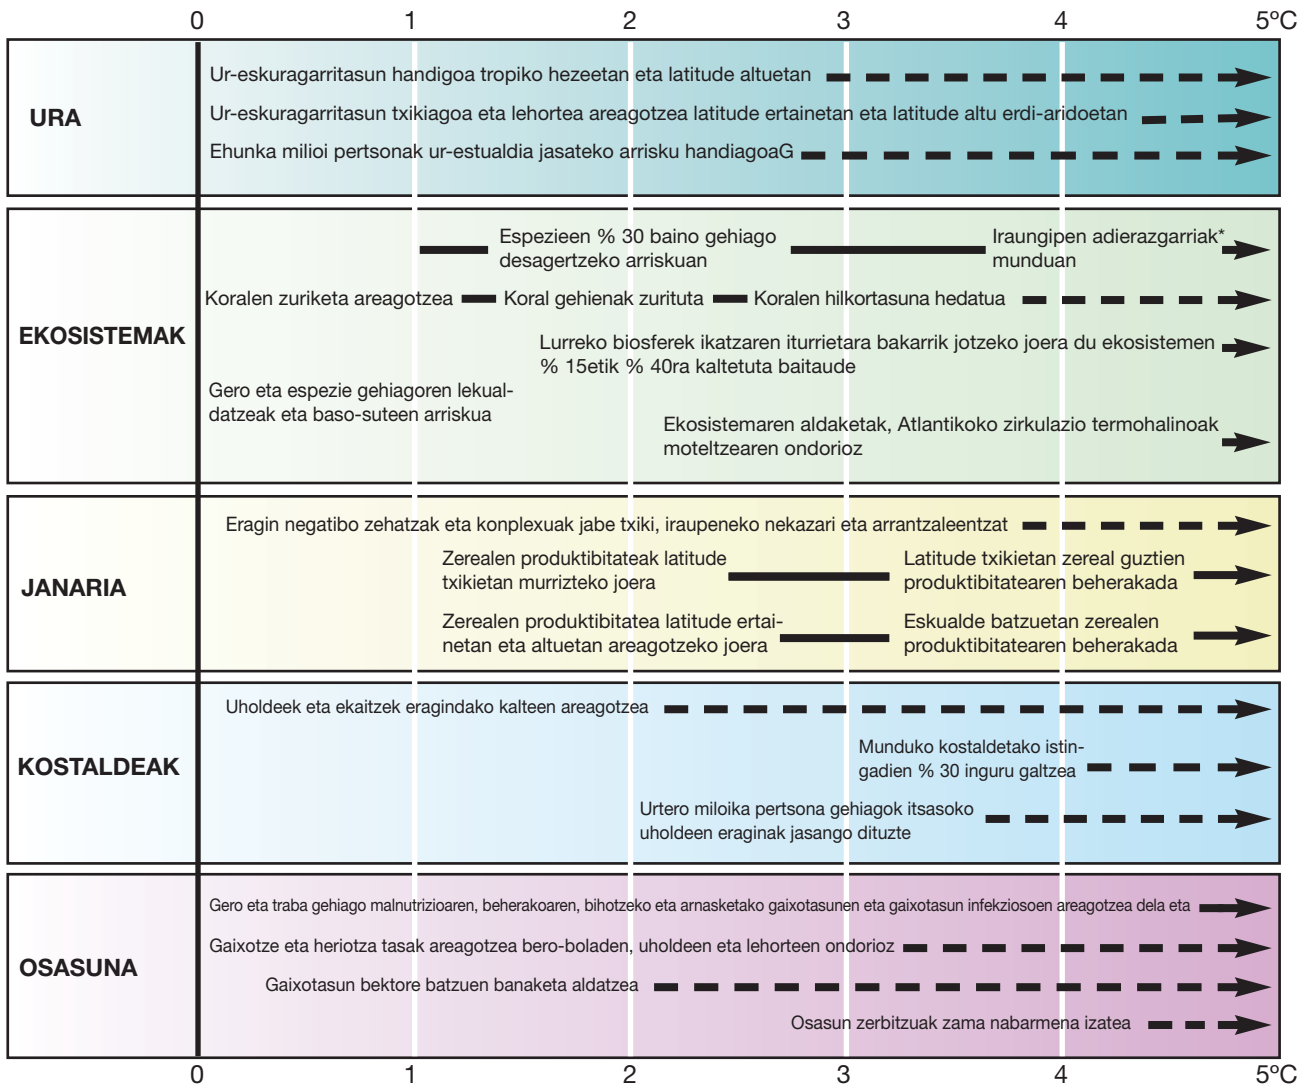 0 1 2 3 4 5ºC
URA
Ur-eskuragarritasun handigoa tropiko hezeetan eta latitude altuetan
Ur-eskuragarritasun txikiagoa eta lehortea areagotzea latitude ertainetan eta latitude altu erdi-aridoetan
Ehunka milioi pertsonak ur-estualdia jasateko arrisku handiagoaG
EKOSISTEMAK
Espezieen % 30 baino gehiago
desagertzeko arriskuan
Iraungipen adierazgarriak*
munduan
Koralen zuriketa areagotzea
Koral gehienak zurituta
Koralen hilkortasuna hedatua
Lurreko biosferek ikatzaren iturrietara bakarrik jotzeko joera du ekosistemen
% 15etik % 40ra kaltetuta baitaude
Gero eta espezie gehiagoren lekual-
datzeak eta baso-suteen arriskua
Ekosistemaren aldaketak, Atlantikoko zirkulazio termohalinoak
moteltzearen ondorioz
JANARIA
Eragin negatibo zehatzak eta konplexuak jabe txiki, iraupeneko nekazari eta arrantzaleentzat
Zerealen produktibitateak latitude
txikietan murrizteko joera
Latitude txikietan zereal guztien
produktibitatearen beherakada
Zerealen produktibitatea latitude ertai-
netan eta altuetan areagotzeko joera
Eskualde batzuetan zerealen
produktibitatearen beherakada
KOSTALDEAK
Uholdeek eta ekaitzek eragindako kalteen areagotzea
Munduko kostaldetako istin-
gadien % 30 inguru galtzea
Urtero miloika pertsona gehiagok itsasoko
uholdeen eraginak jasango dituzte
OSASUNA
Gero eta traba gehiago malnutrizioaren, beherakoaren, bihotzeko eta arnasketako gaixotasunen eta gaixotasun infekziosoen areagotzea dela eta
Gaixotze eta heriotza tasak areagotzea bero-boladen, uholdeen eta lehorteen ondorioz
Gaixotasun bektore batzuen banaketa aldatzea
Osasun zerbitzuak zama nabarmena izatea
0 1 2 3 4 5ºC